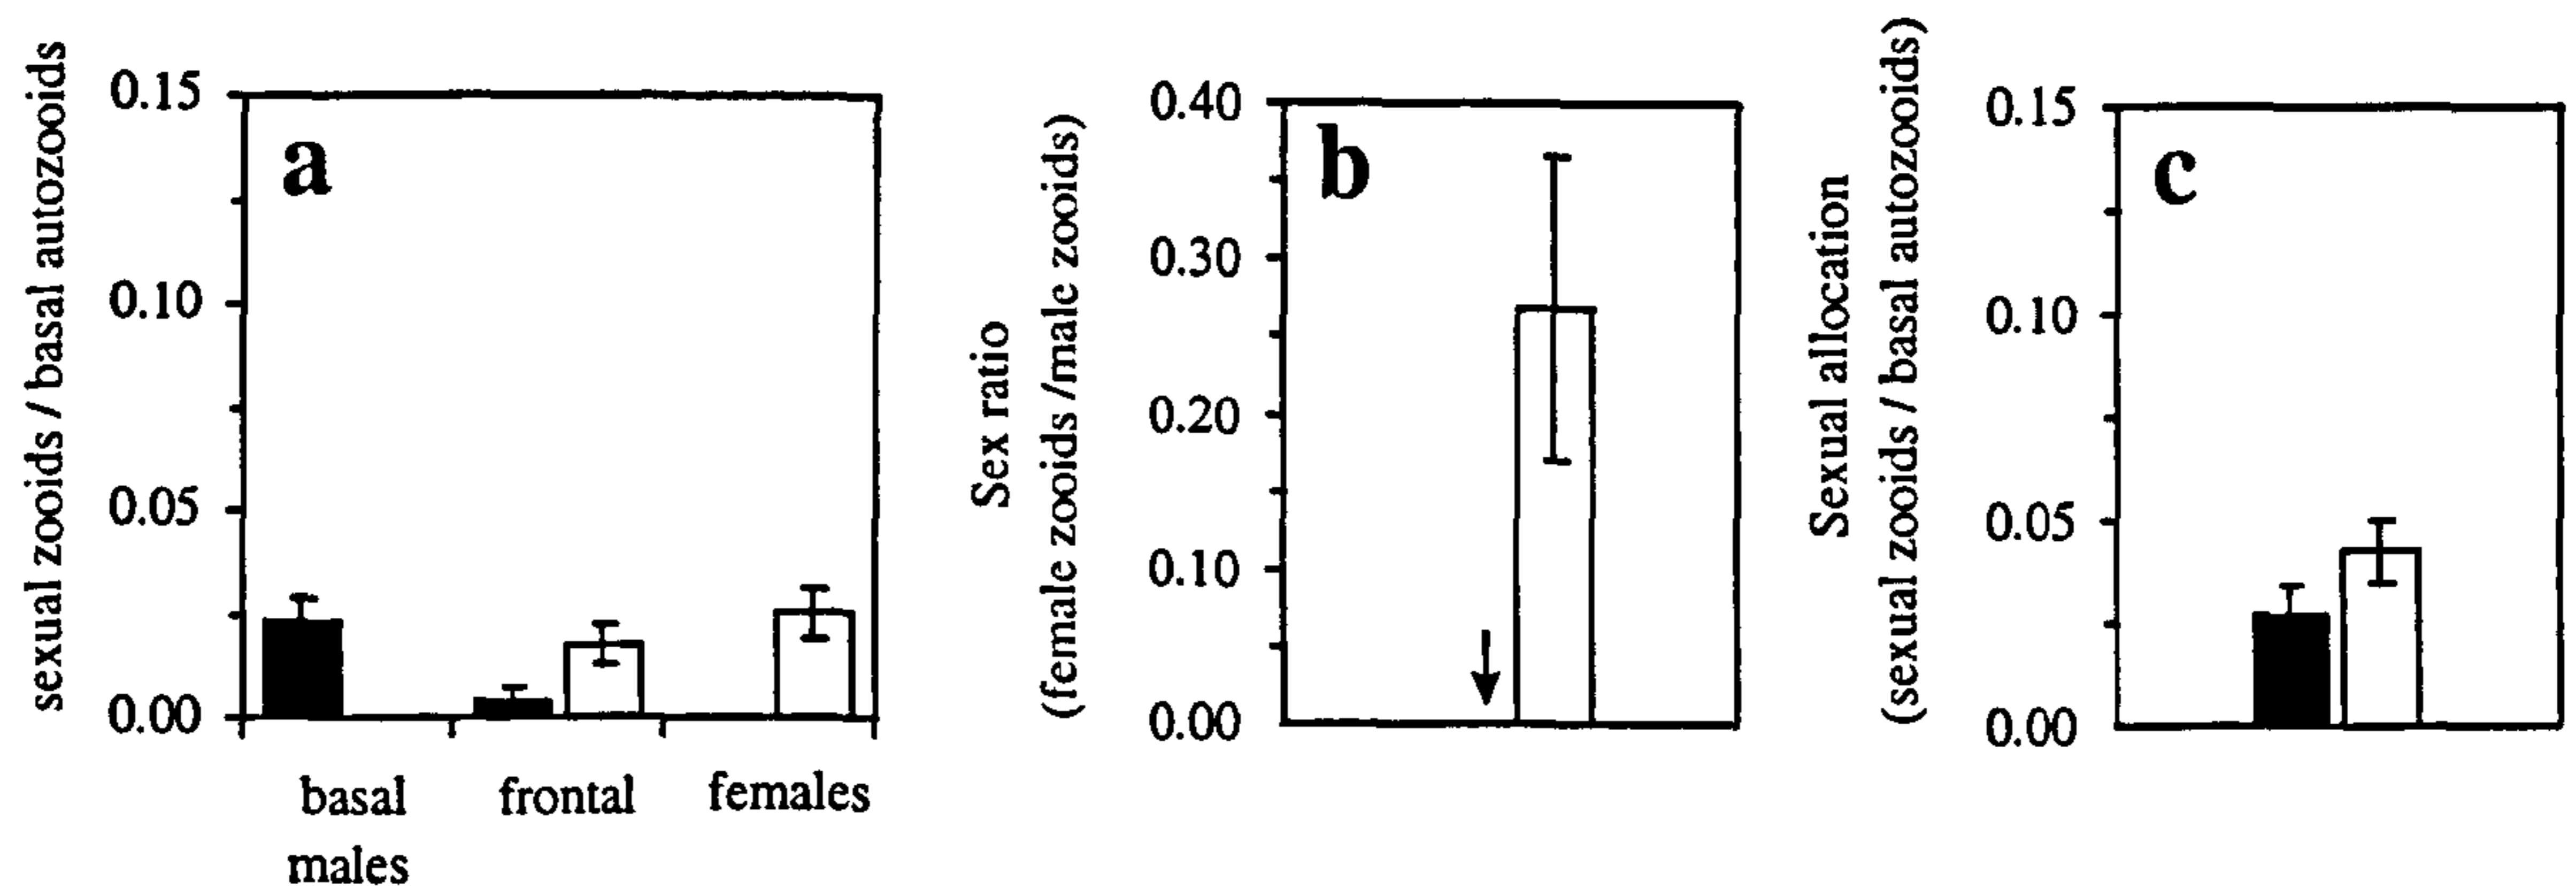 sexual zooids / basal autozooids
0.15
0.10
0.05
0.00
a
basal
males
frontal
females
Sex ratio
(female zooids /male zooids)
0.40
0.30
0.20
0.10
0.00
b
Sexual allocation
(sexual zooids / basal autozooids)
0.15
0.10
0.05
0.00
c